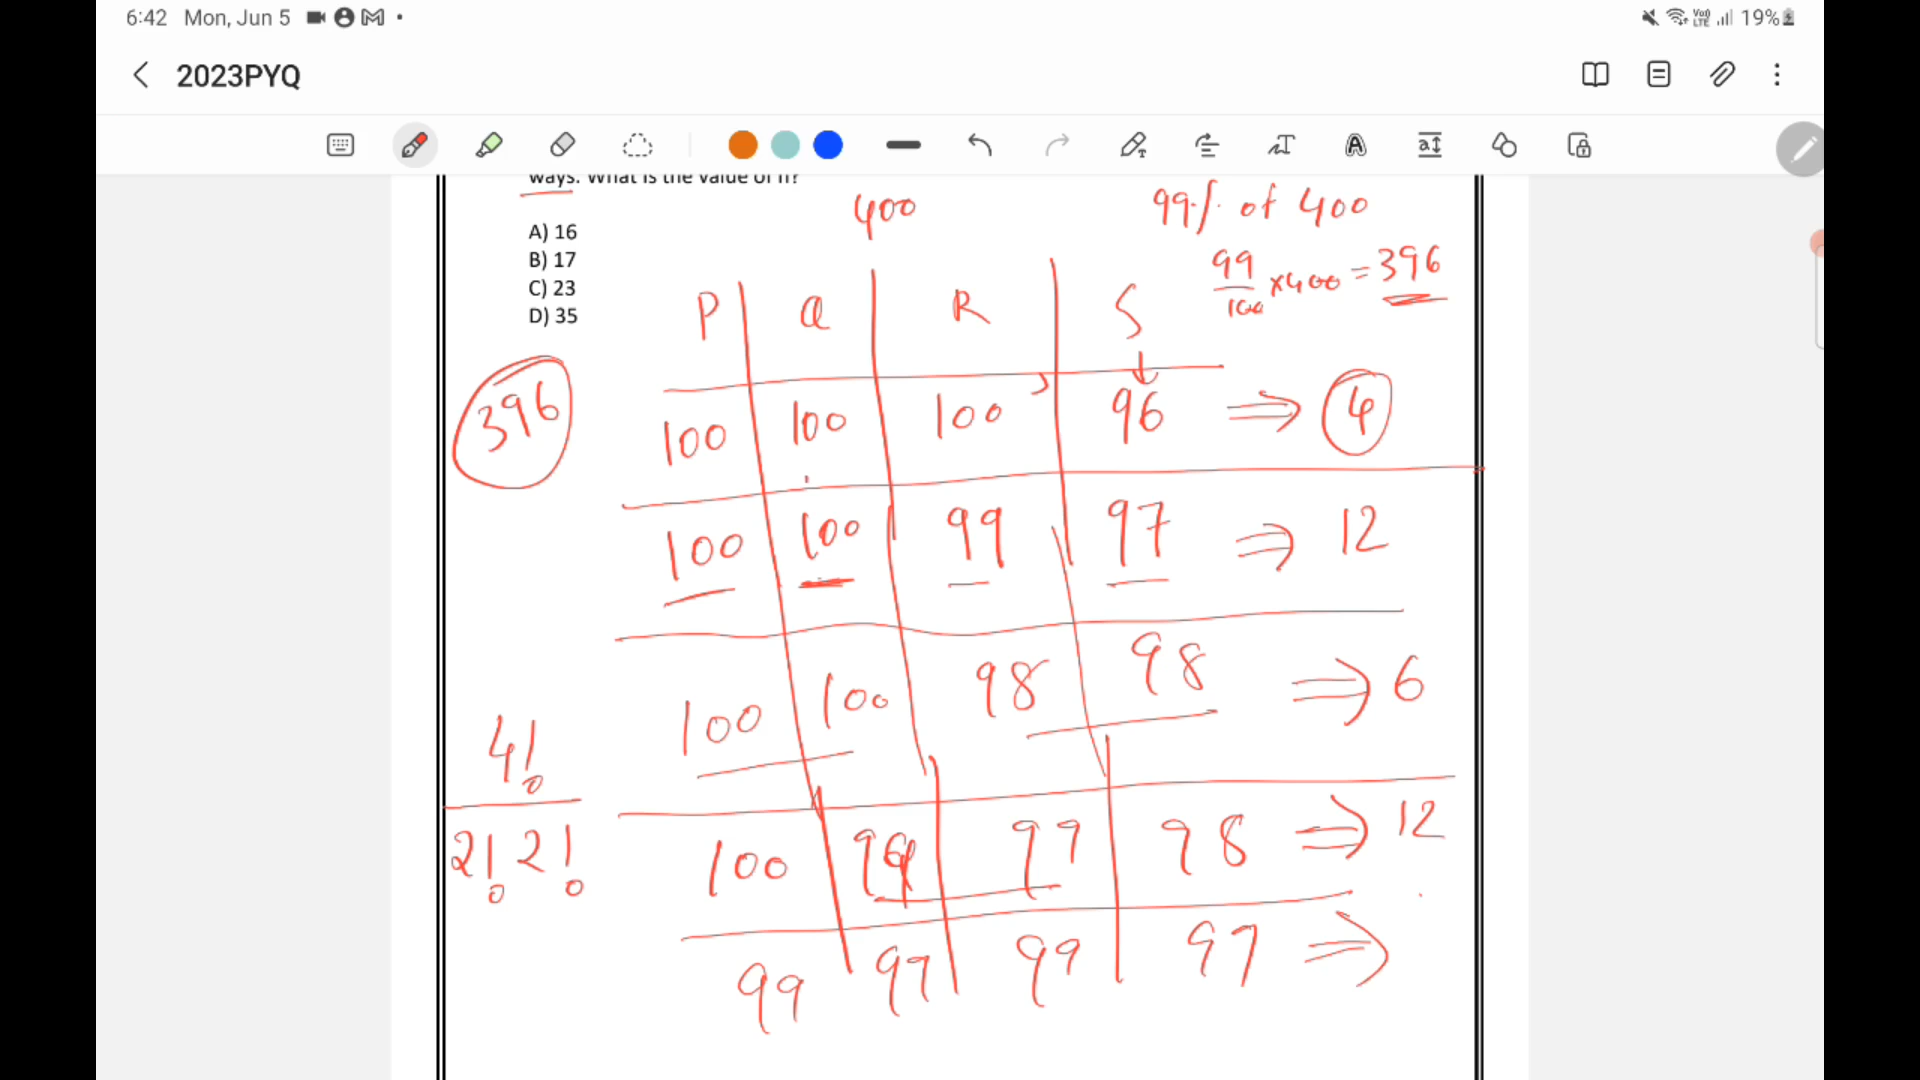 6:42 Mon, Jun 5
19%
2023PYQ
ways. What is the value of n?
400
99% of 400
A) 16
B) 17
C) 23
D) 35
99/100 ×400 = 396
P Q R S
396
100 100 100 96 ⇒ 4
100 100 99 97 ⇒ 12
100 100 98 98 ⇒ 6
4!
2! 2!
100 99 99 98 ⇒ 12
99 99 99 97 ⇒